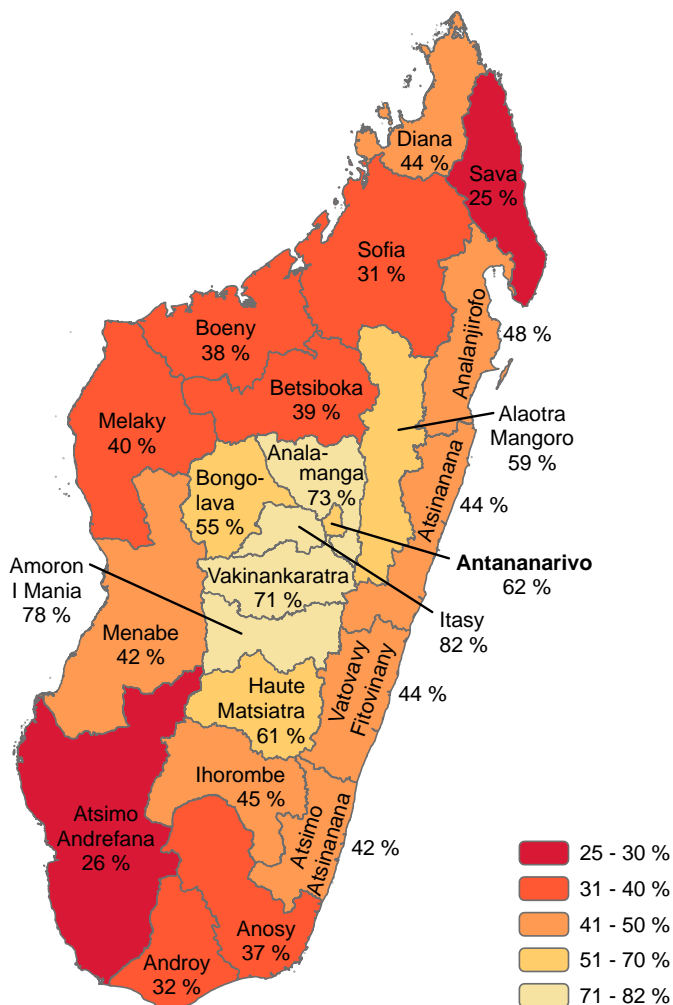 Diana
44 %
Sava
25 %
Sofia
31 %
Analanjirofo
48 %
Boeny
38 %
Betsiboka
39 %
Melaky
40 %
Alaotra
Mangoro
59 %
Anala-
manga
73 %
Bongo-
lava
55 %
Atsinanana
44 %
Antananarivo
62 %
Amoron
I Mania
78 %
Vakinankaratra
71 %
Itasy
82 %
Menabe
42 %
Vatovavy
Fitovinany
44 %
Haute
Matsiatra
61 %
Ihorombe
45 %
Atsimo
Andrefana
26 %
Atsimo
Atsinanana
42 %
Anosy
37 %
Androy
32 %
25 - 30 %
31 - 40 %
41 - 50 %
51 - 70 %
71 - 82 %